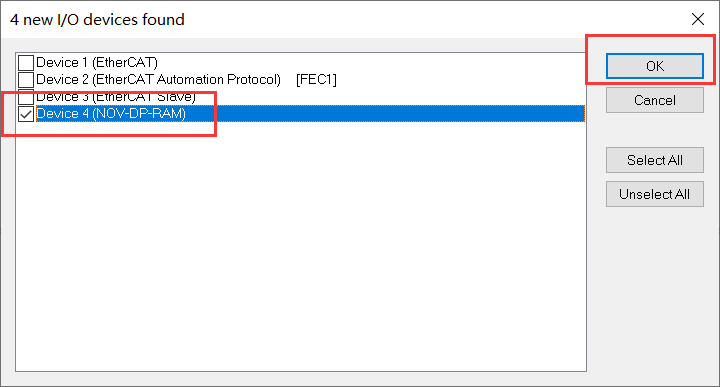 4 new I/O devices found
Device 1 (EtherCAT)
Device 2 (EtherCAT Automation Protocol) [FEC1]
Device 3 (EtherCAT Slave)
Device 4 (NOV-DP-RAM)
OK
Cancel
Select All
Unselect All